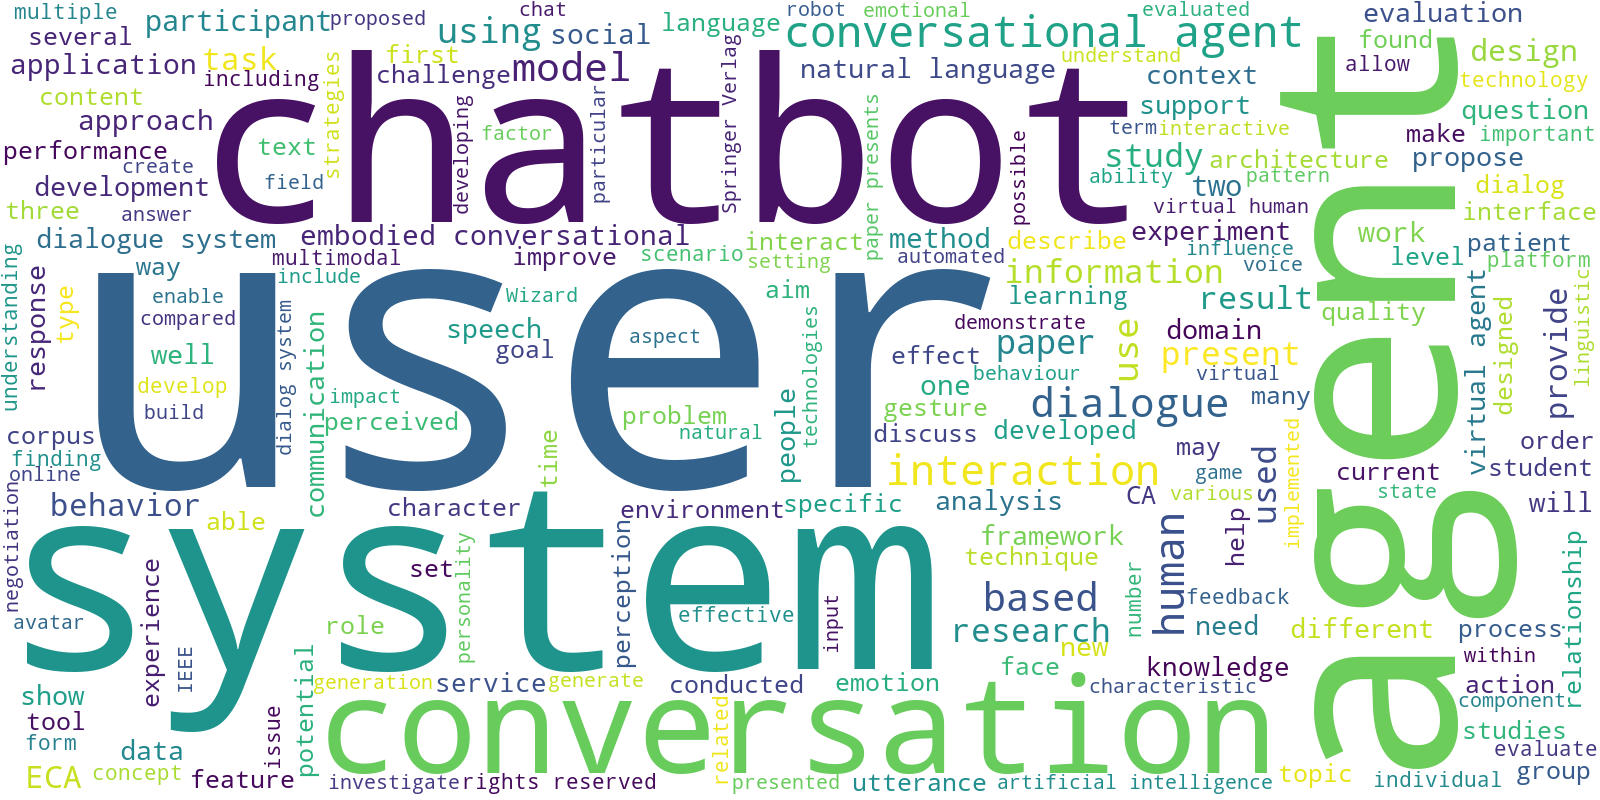 multiple
participant
proposed
chat
using
social
language
robot
emotional
conversational agent
evaluated
evaluation
several
application
task
including
first
challenge
model
natural language
understand
context
found
allow
design
technology
content
approach
strategies
developing
factor
particular
Springer Verlag
chatbot
support
term
interactive
question
make
important
performance
create
text
field
paper presents
possible
study
ability
architecture
pattern
propose
two
development
three
answer
virtual human
dialog
interface
dialogue system
embodied conversational
interact
method
describe
experiment
influence
work
patient
way
multimodal
improve
scenario
setting
automated
information
voice
level
platform
understanding
response
type
include
enable
compared
Wizard
aim
learning
result
quality
agent
virtual agent
designed
provide
linguistic
user
well
develop
build
dialog system
communication
impact
perceived
speech
goal
aspect
problem
natural
people
technologies
demonstrate
paper
effect
behaviour
one
gesture
discuss
developed
use
domain
present
virtual
many
dialogue
may
game
corpus
finding
online
time
interaction
used
implemented
current
state
order
student
will
negotiation
behavior
able
character
environment
specific
analysis
CA
various
system
set
personality
perception
effective
input
framework
technique
number
human
help
relationship
avatar
experience
IEEE
role
based
research
feedback
need
different
process
within
new
face
knowledge
show
tool
form
potential
generation
service
generate
conducted
emotion
characteristic
action
component
conversation
studies
data
issue
related
evaluate
ECA
concept
feature
investigate
rights reserved
presented
utterance
artificial intelligence
topic
individual
group